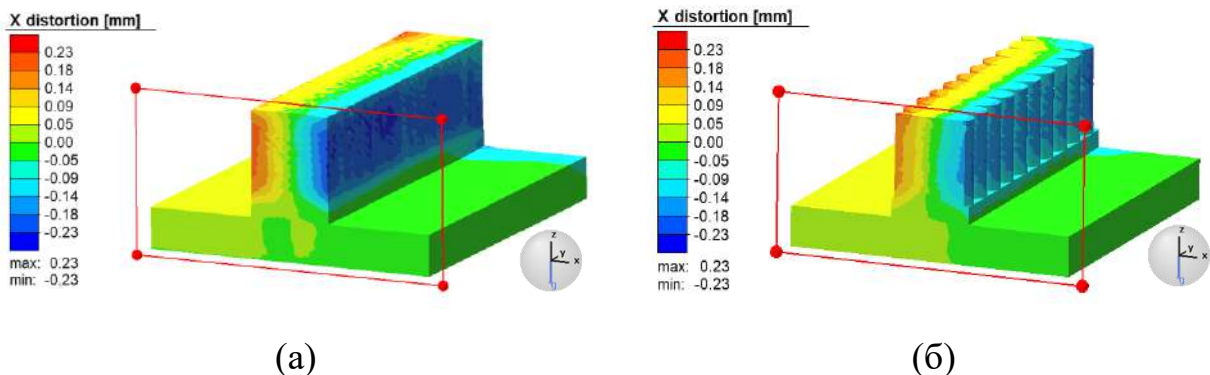 X distortion [mm]
0.23
0.18
0.14
0.09
0.05
0.00
-0.05
-0.09
-0.14
-0.18
-0.23
max: 0.23
min: -0.23
z
y
x
g
(а)
X distortion [mm]
0.23
0.18
0.14
0.09
0.05
0.00
-0.05
-0.09
-0.14
-0.18
-0.23
max: 0.23
min: -0.23
z
y
x
g
(б)